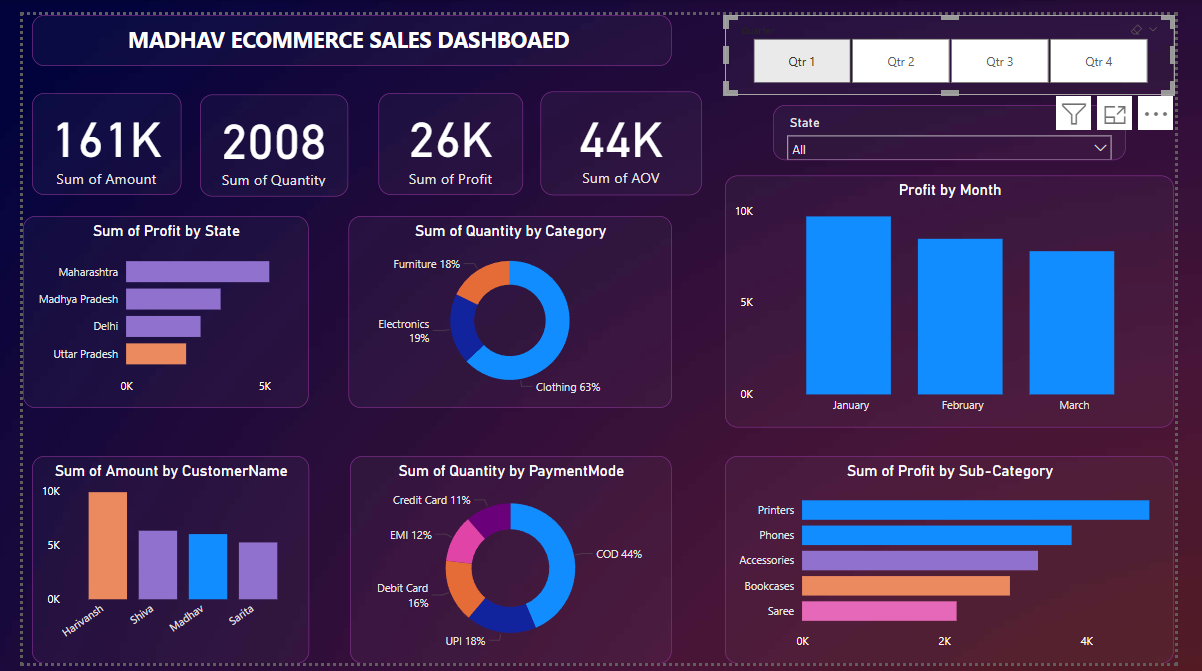 MADHAV ECOMMERCE SALES DASHBOAED
Qtr 1
Qtr 2
Qtr 3
Qtr 4
State
All
161K
Sum of Amount
2008
Sum of Quantity
26K
Sum of Profit
44K
Sum of AOV
Sum of Profit by State
Maharashtra
Madhya Pradesh
Delhi
Uttar Pradesh
0K
5K
Sum of Quantity by Category
Furniture 18%
Electronics
19%
Clothing 63%
Profit by Month
10K
5K
0K
January
February
March
Sum of Amount by CustomerName
10K
5K
0K
Harivansh
Shiva
Madhav
Sarita
Sum of Quantity by PaymentMode
Credit Card 11%
EMI 12%
COD 44%
Debit Card
16%
UPI 18%
Sum of Profit by Sub-Category
Printers
Phones
Accessories
Bookcases
Saree
0K
2K
4K